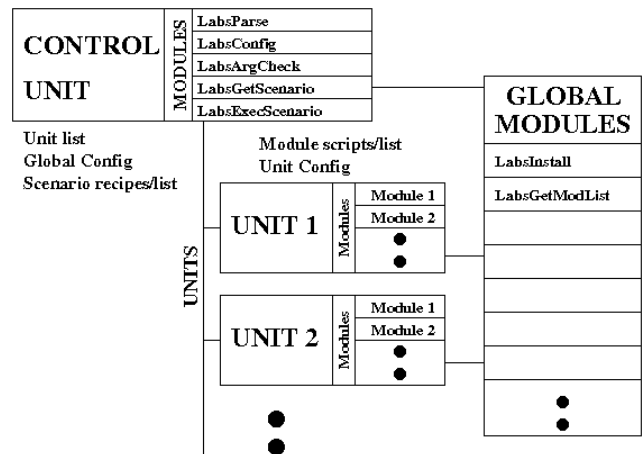 CONTROL
UNIT
MODULES
LabsParse
LabsConfig
LabsArgCheck
LabsGetScenario
LabsExecScenario
Unit list
Global Config
Scenario recipes/list
Module scripts/list
Unit Config
GLOBAL
MODULES
LabsInstall
LabsGetModList
UNITS
UNIT 1
Modules
Module 1
Module 2
UNIT 2
Modules
Module 1
Module 2